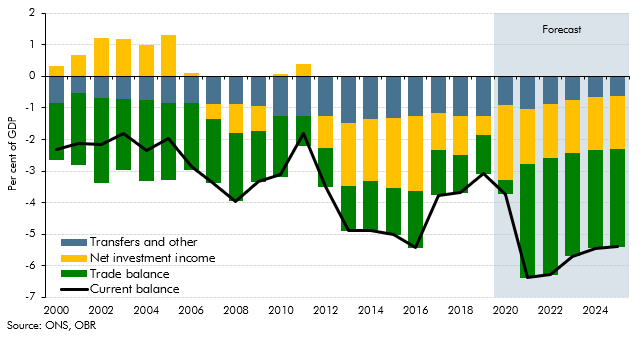 Forecast
2
1
0
-1
-2
-3
-4
-5
-6
-7
Per cent of GDP
Transfers and other
Net investment income
Trade balance
Current balance
2000 2002 2004 2006 2008 2010 2012 2014 2016 2018 2020 2022 2024
Source: ONS, OBR